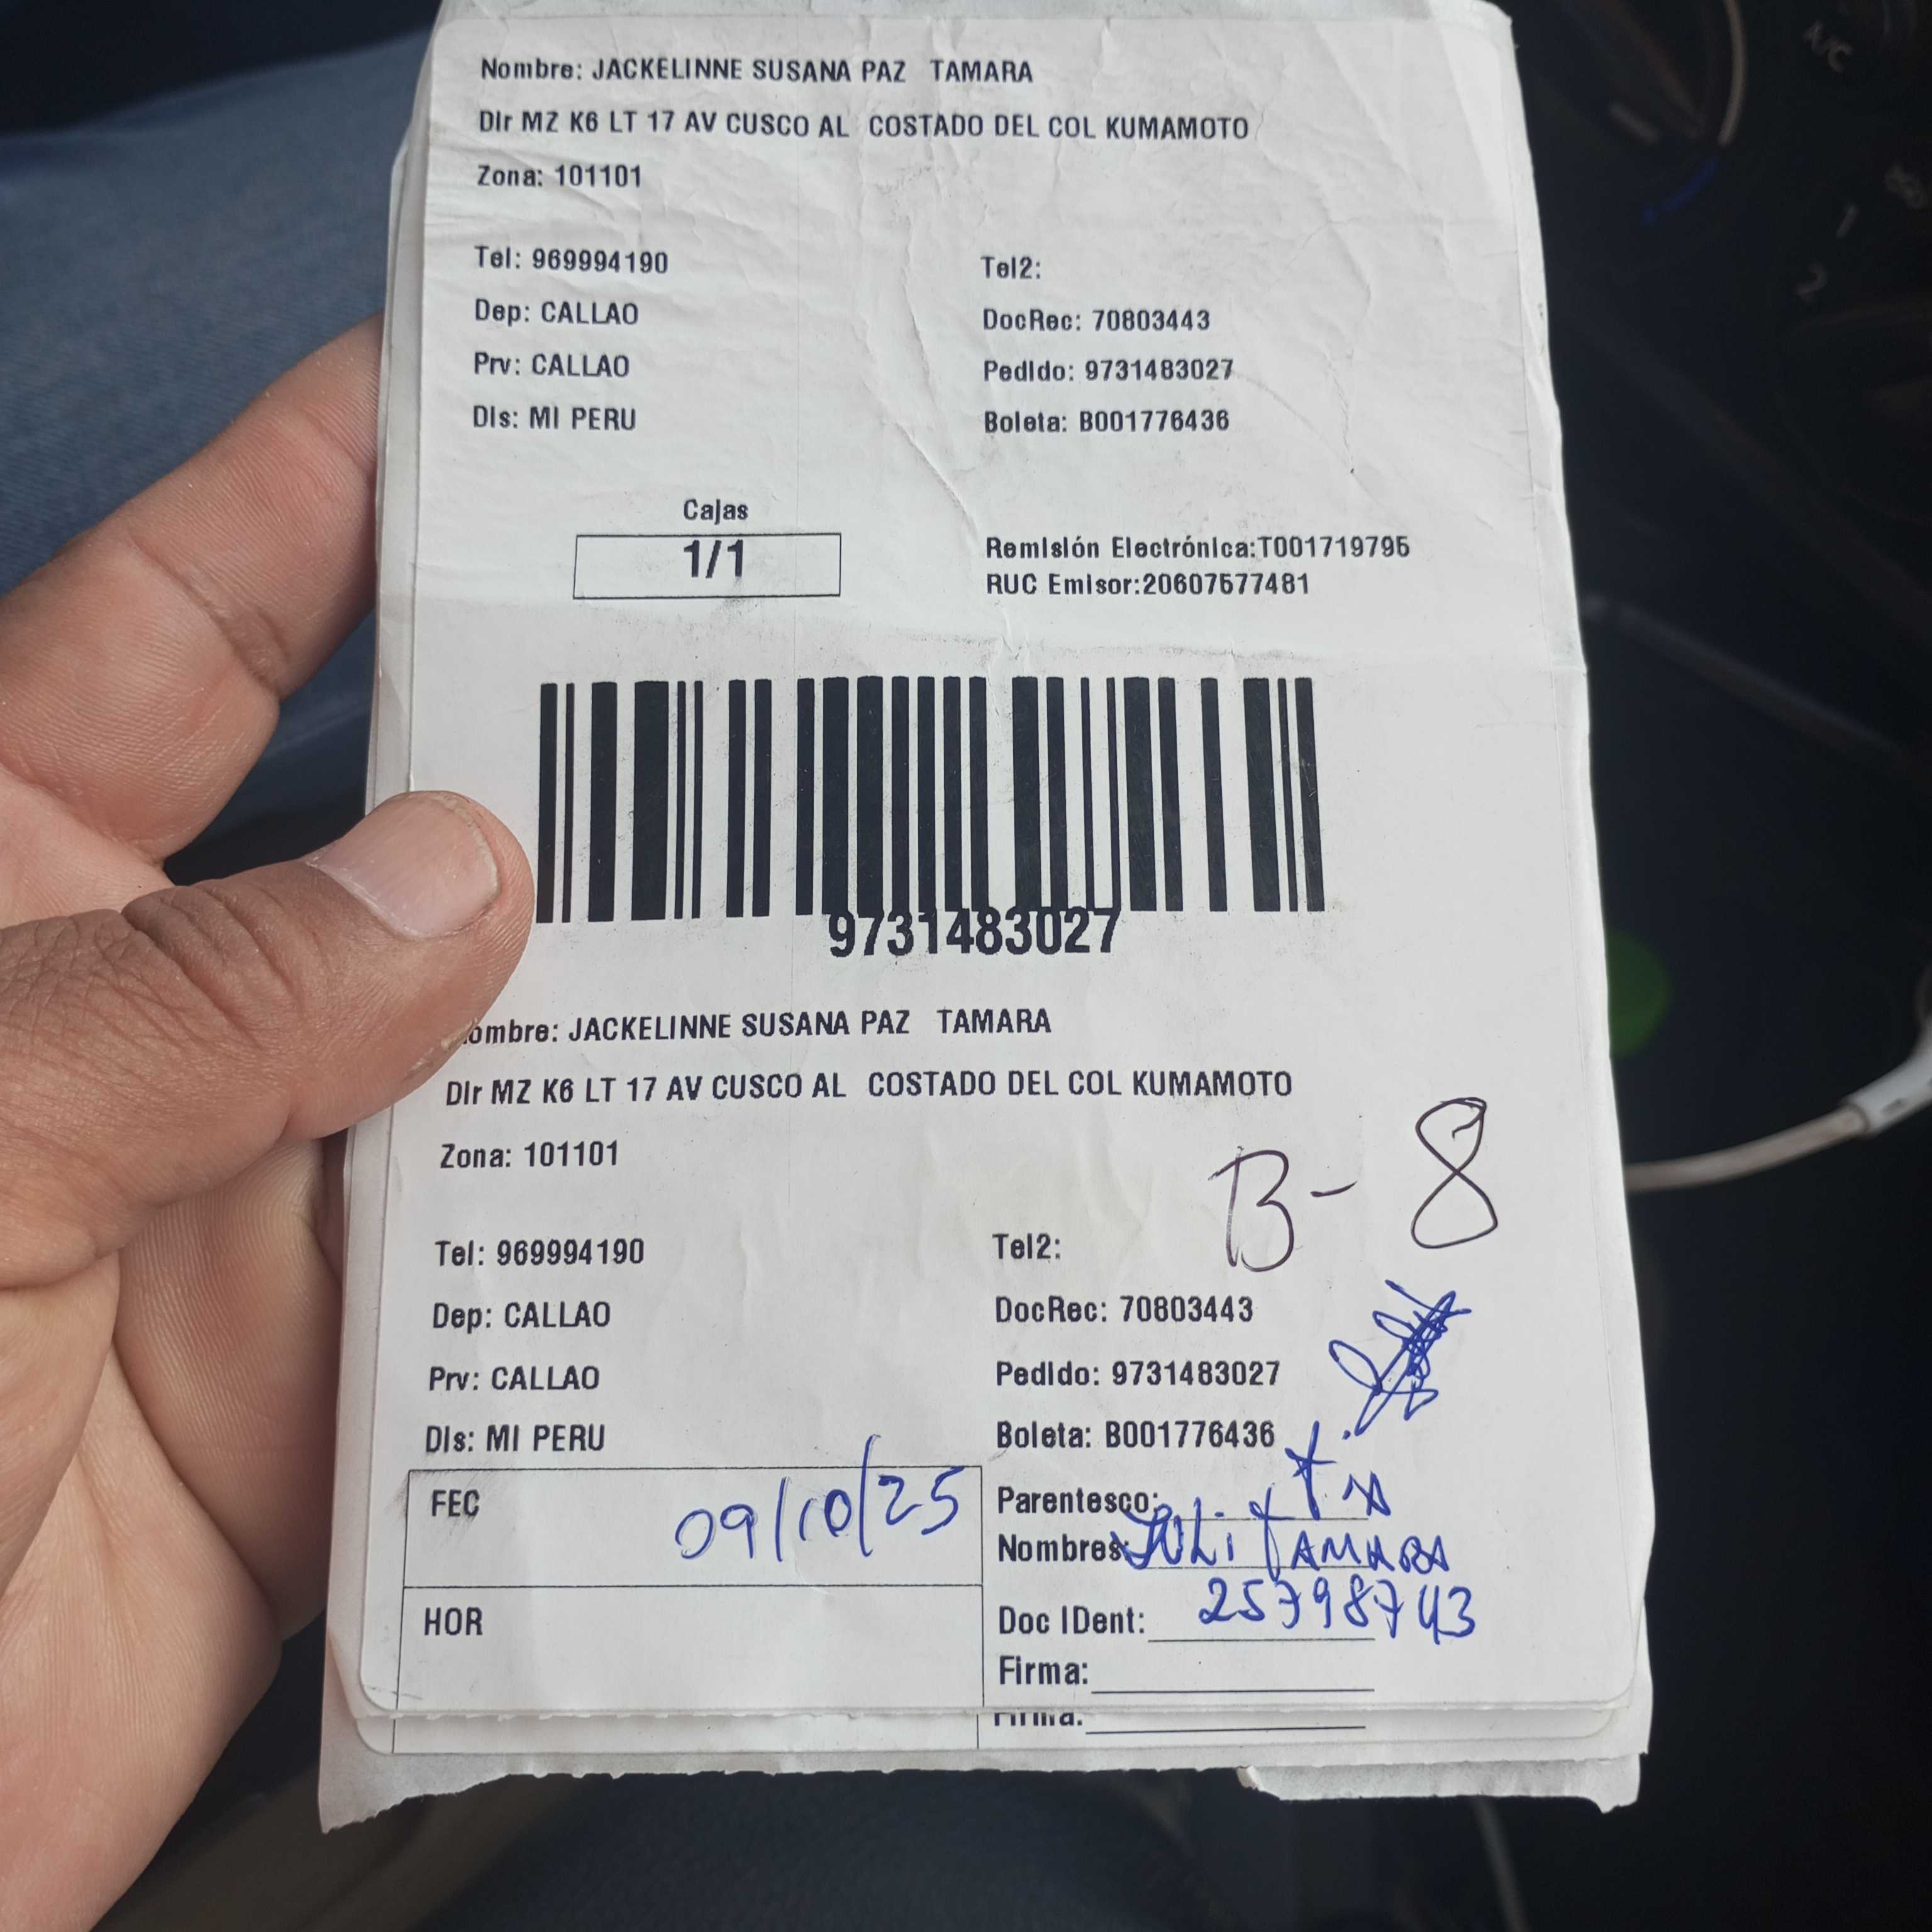 Nombre: JACKELINNE SUSANA PAZ TAMARA
Dir MZ K6 LT 17 AV CUSCO AL COSTADO DEL COL KUMAMOTO
Zona: 101101
Tel: 969994190
Tel2:
Dep: CALLAO
DocRec: 70803443
Prv: CALLAO
Pedido: 9731483027
Dis: MI PERU
Boleta: B001776436
Cajas
1/1
Remisión Electrónica:T001719795
RUC Emisor:20607577481
9731483027
ombre: JACKELINNE SUSANA PAZ TAMARA
Dir MZ K6 LT 17 AV CUSCO AL COSTADO DEL COL KUMAMOTO
Zona: 101101
B-8
Tel: 969994190
Tel2:
Dep: CALLAO
DocRec: 70803443
Prv: CALLAO
Pedido: 9731483027
Dis: MI PERU
Boleta: B001776436
FEC 09/10/25
Parentesco:
Nombres: Juli TAMARA
HOR
Doc IDent: 25798743
Firma:
Firma:
A/C
1
2